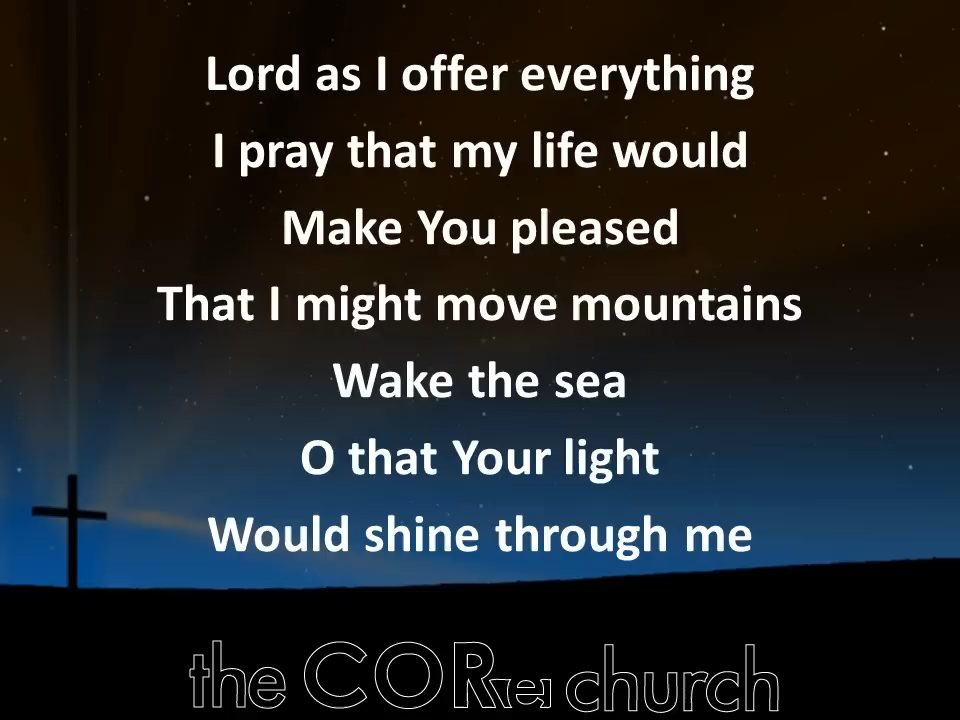 Lord as I offer everything
I pray that my life would
Make You pleased
That I might move mountains
Wake the sea
O that Your light
Would shine through me
the COR church